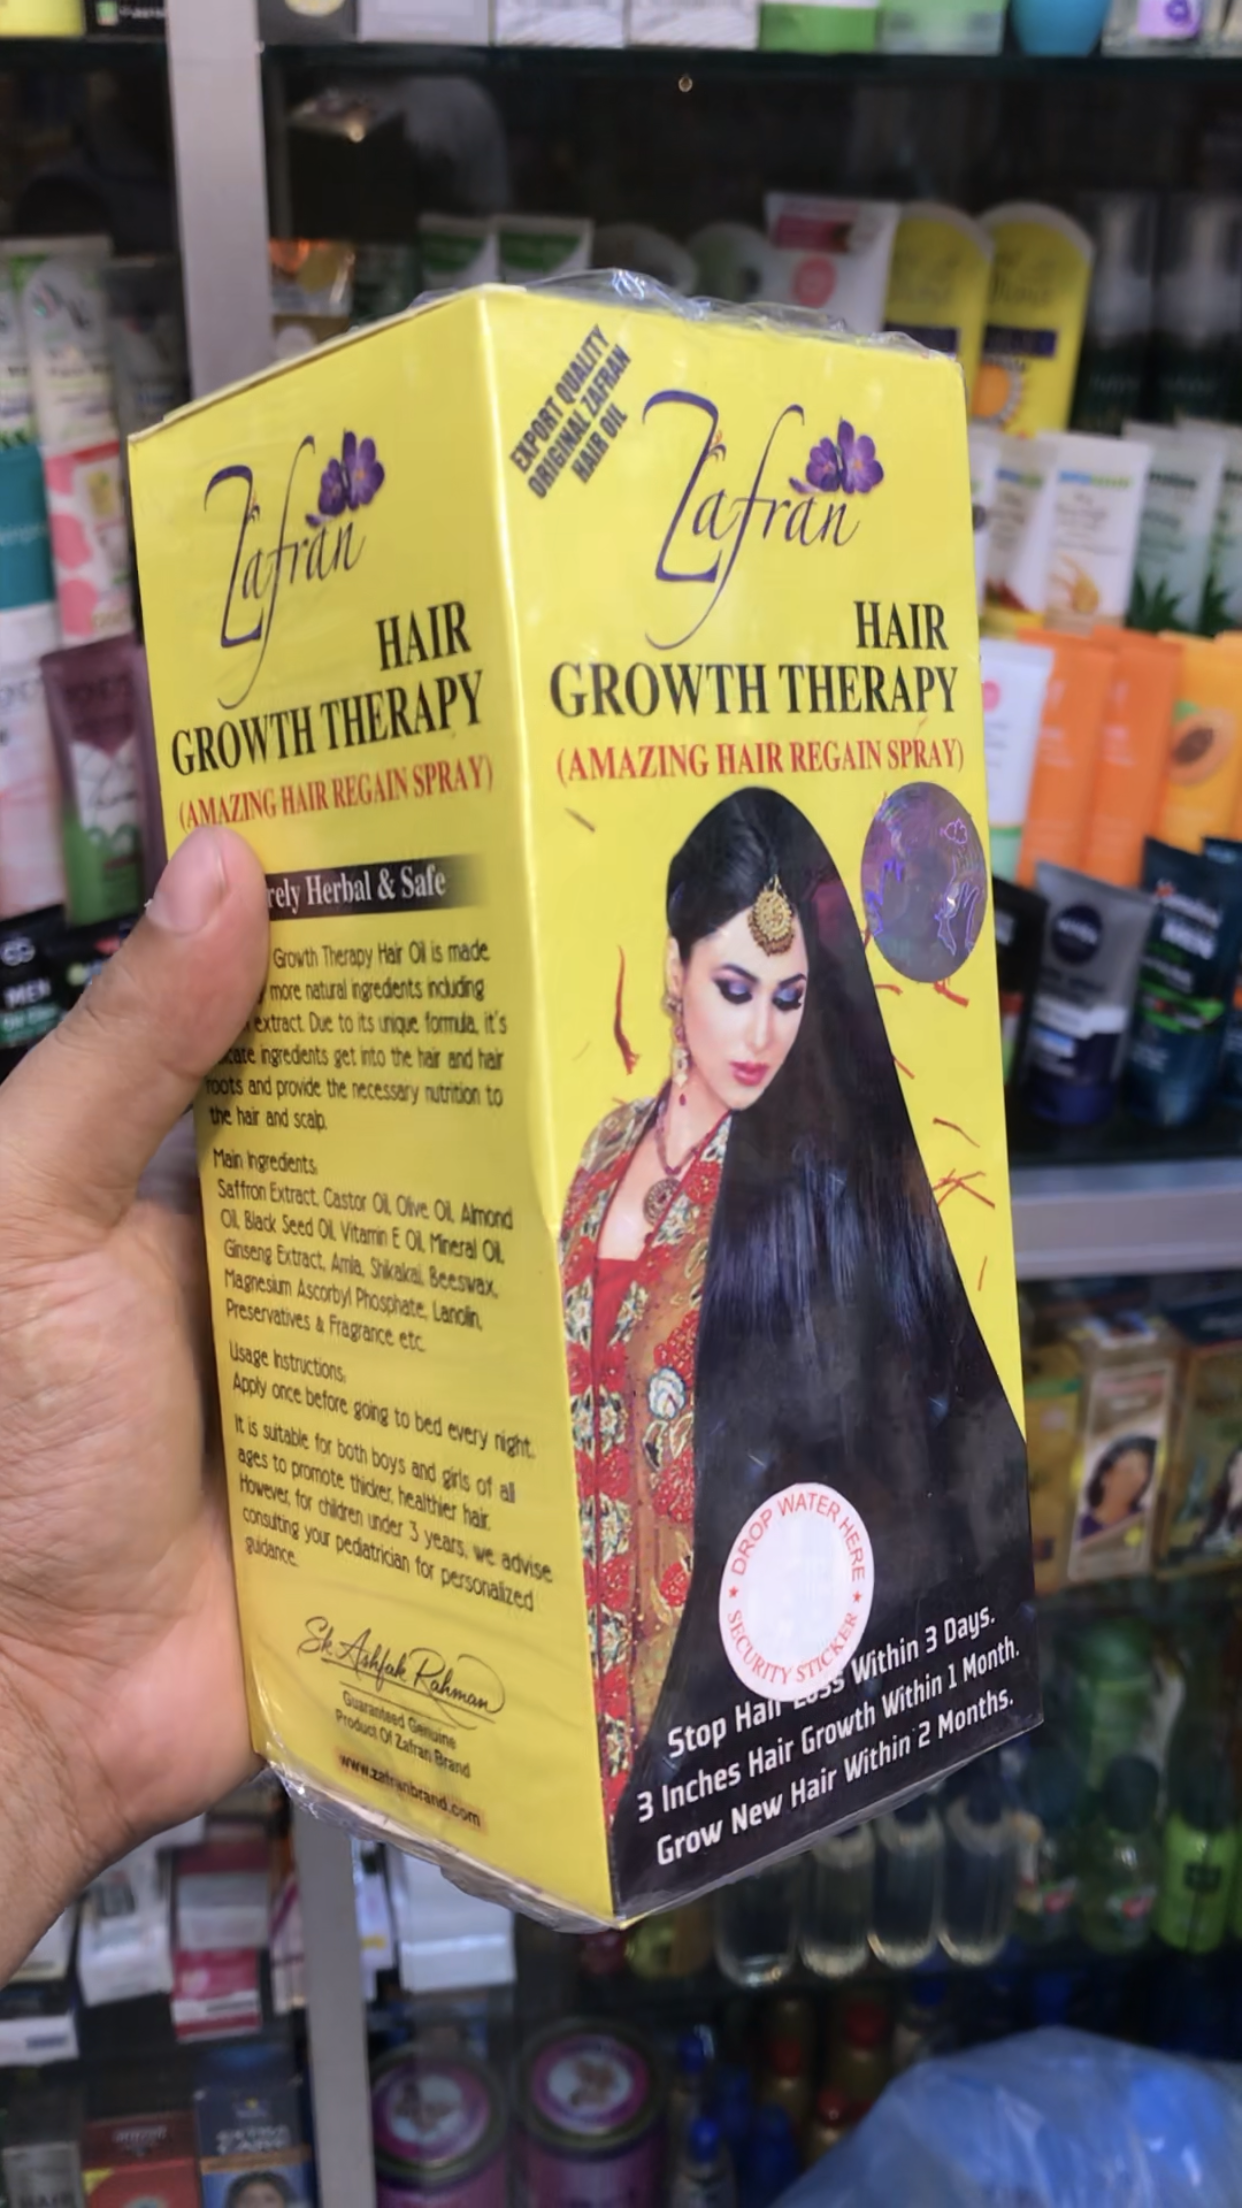 Zafran
HAIR
GROWTH THERAPY
(AMAZING HAIR REGAIN SPRAY)
rely Herbal & Safe
Growth Therapy Hair Oil is made
more natural ingredients including
extract. Due to its unique formula, it's
care ingredents get into the hair and hair
roots and provide the necessary nutrition to
the hair and scalp.
Main Ingredients:
Saffron Extract, Castor Oil, Olive Oil, Almond
Oil, Black Seed Oil, Vitamin E Oil, Mineral Oil,
Ginseng Extract, Amla, Shikakai, Beeswax,
Magnesium Ascorbyl Phosphate, Lanolin,
Preservatives & Fragrance etc.
Usage Instructions:
Apply once before going to bed every night.
It is suitable for both boys and girls of all
ages to promote thicker, healthier hair.
However, for children under 3 years, we advise
consulting your pediatrician for personalized
guidance.
Sk. Ashfak Rahman
Guaranteed Genuine
Product Of Zafran Brand
www.zafranbrand.com
EXPORT QUALITY
ORIGINAL ZAFRAN
HAIR OIL
Zafran
HAIR
GROWTH THERAPY
(AMAZING HAIR REGAIN SPRAY)
DROP WATER HERE
SECURITY STICKER
Stop Hair Loss Within 3 Days.
3 Inches Hair Growth Within 1 Month.
Grow New Hair Within 2 Months.
MEN
NIVEA
HAIR